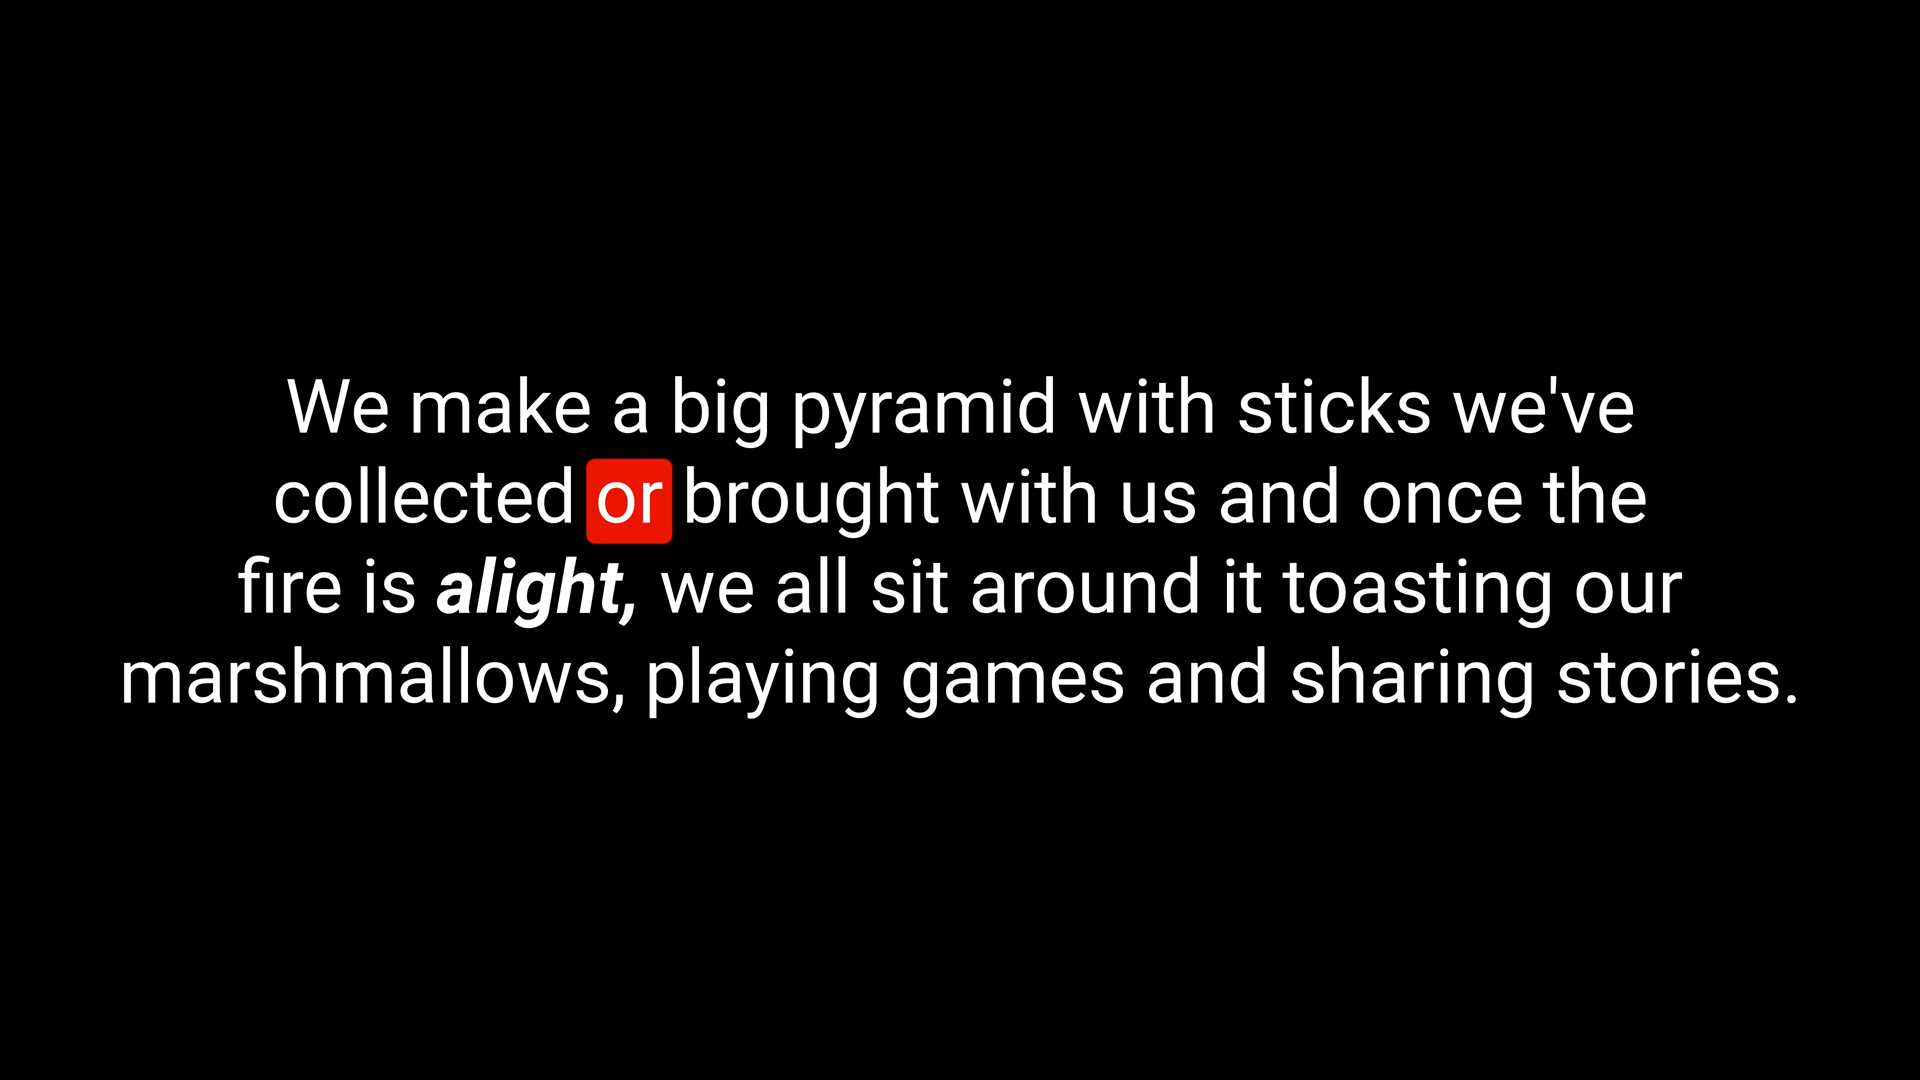 We make a big pyramid with sticks we've
collected or brought with us and once the
fire is alight, we all sit around it toasting our
marshmallows, playing games and sharing stories.